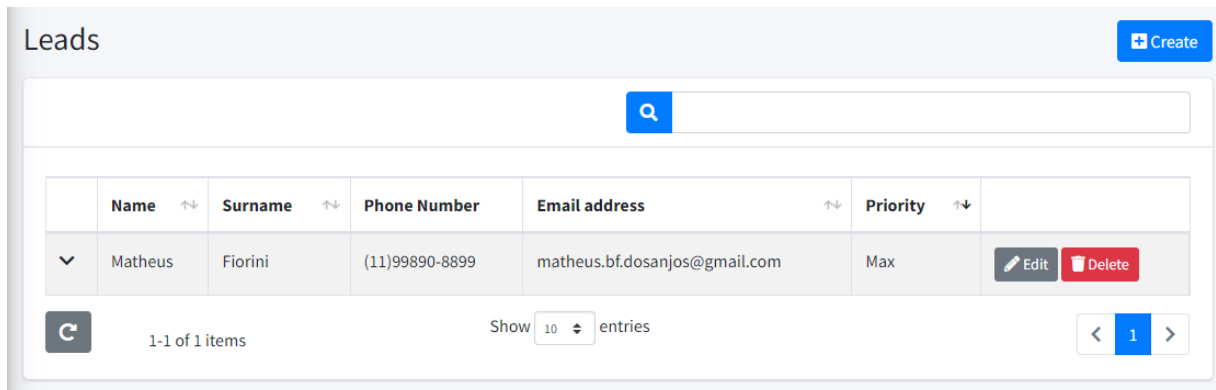 Leads
Create
Name Surname Phone Number Email address Priority
Matheus Fiorini (11)99890-8899 matheus.bf.dosanjos@gmail.com Max Edit Delete
1-1 of 1 items Show 10 entries 1